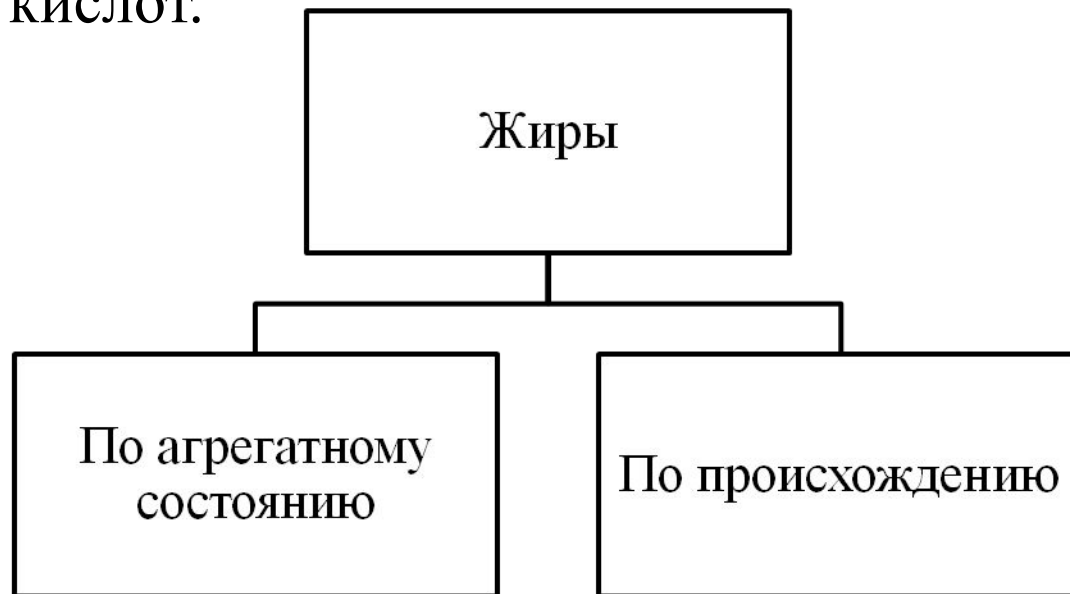 кислот.
Жиры
По агрегатному
состоянию
По происхождению